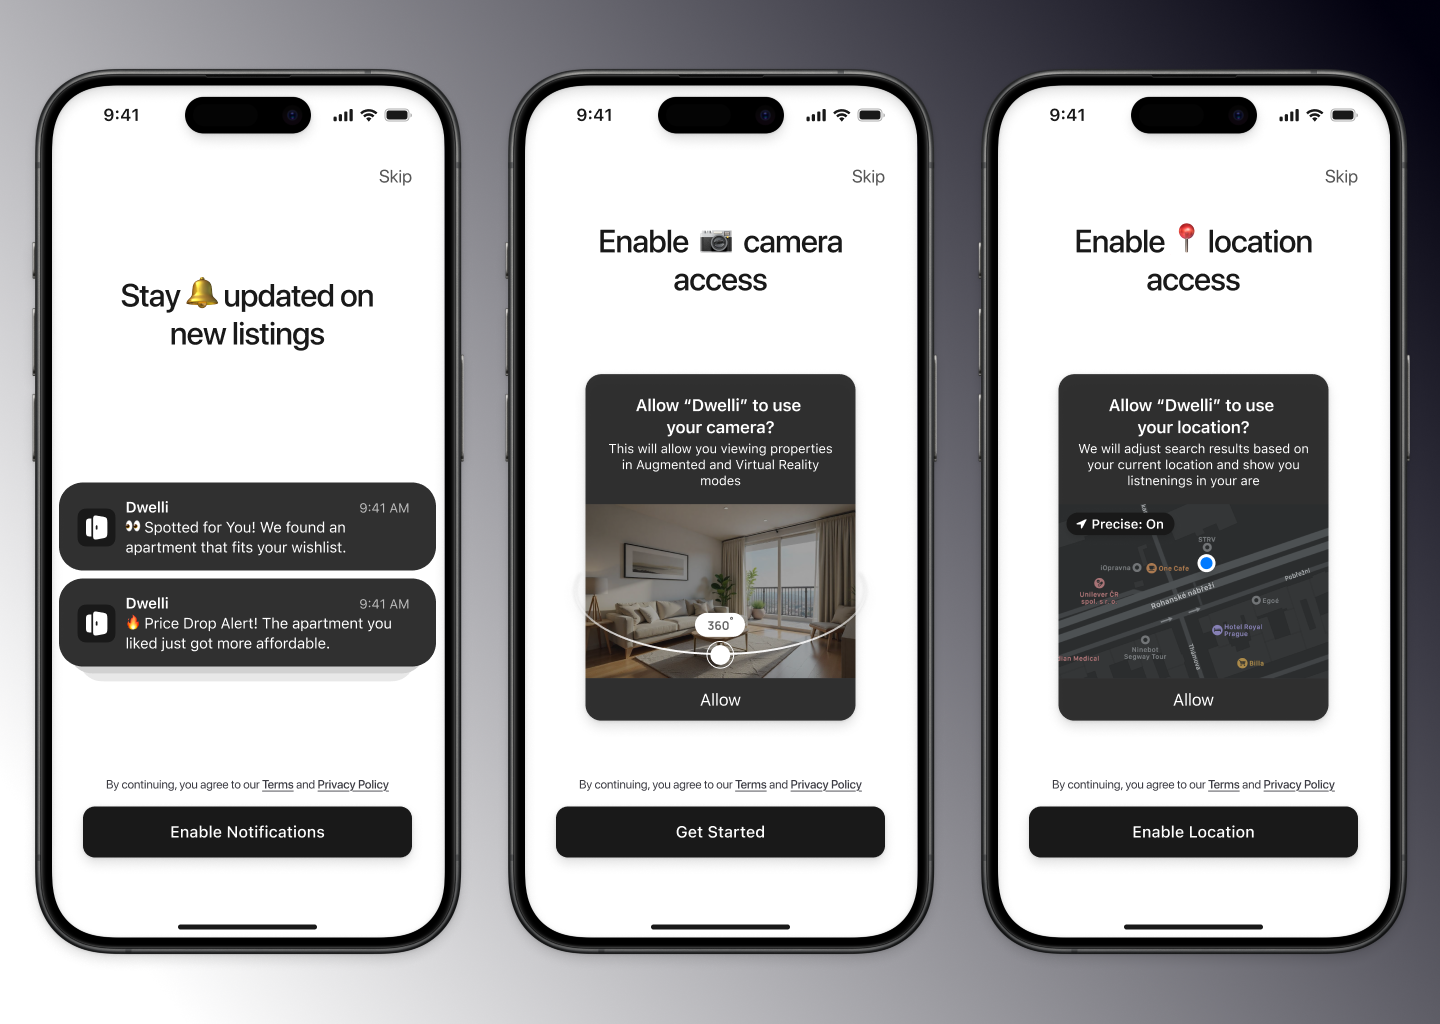 9:41
Skip
Stay 🔔 updated on
new listings
Dwelli
9:41 AM
👀 Spotted for You! We found an
apartment that fits your wishlist.
Dwelli
9:41 AM
🔥 Price Drop Alert! The apartment you
liked just got more affordable.
By continuing, you agree to our Terms and Privacy Policy
Enable Notifications
9:41
Skip
Enable 📷 camera
access
Allow “Dwelli” to use
your camera?
This will allow you viewing properties
in Augmented and Virtual Reality
modes
360°
Allow
By continuing, you agree to our Terms and Privacy Policy
Get Started
9:41
Skip
Enable 📍 location
access
Allow “Dwelli” to use
your location?
We will adjust search results based on
your current location and show you
listnenings in your are
Precise: On
STRV
iOpravna
One Cafe
Unilever ČR
spol. s r. o.
Rohanské nábřeží
Pobřežní
Egoé
Hotel Royal
Prague
Ninebot
Segway Tour
Thámova
Billa
Medical
Allow
By continuing, you agree to our Terms and Privacy Policy
Enable Location